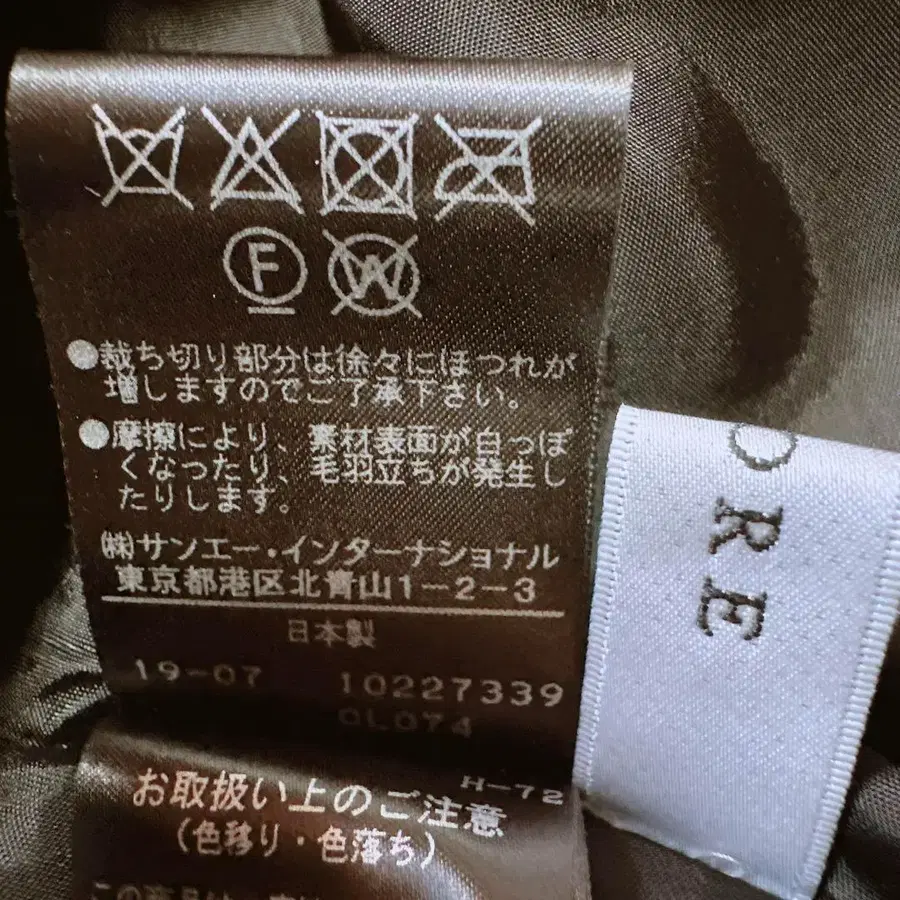 F W
●裁ち切り部分は徐々にほつれが
増しますのでご了承下さい。
●摩擦により、素材表面が白っぽ
くなったり、毛羽立ちが発生し
たりします。
㈱サンエー・インターナショナル
東京都港区北青山1-2-3
日本製
19-07 10227339
0L074
H-72
お取扱い上のご注意
(色移り・色落ち)
ORE